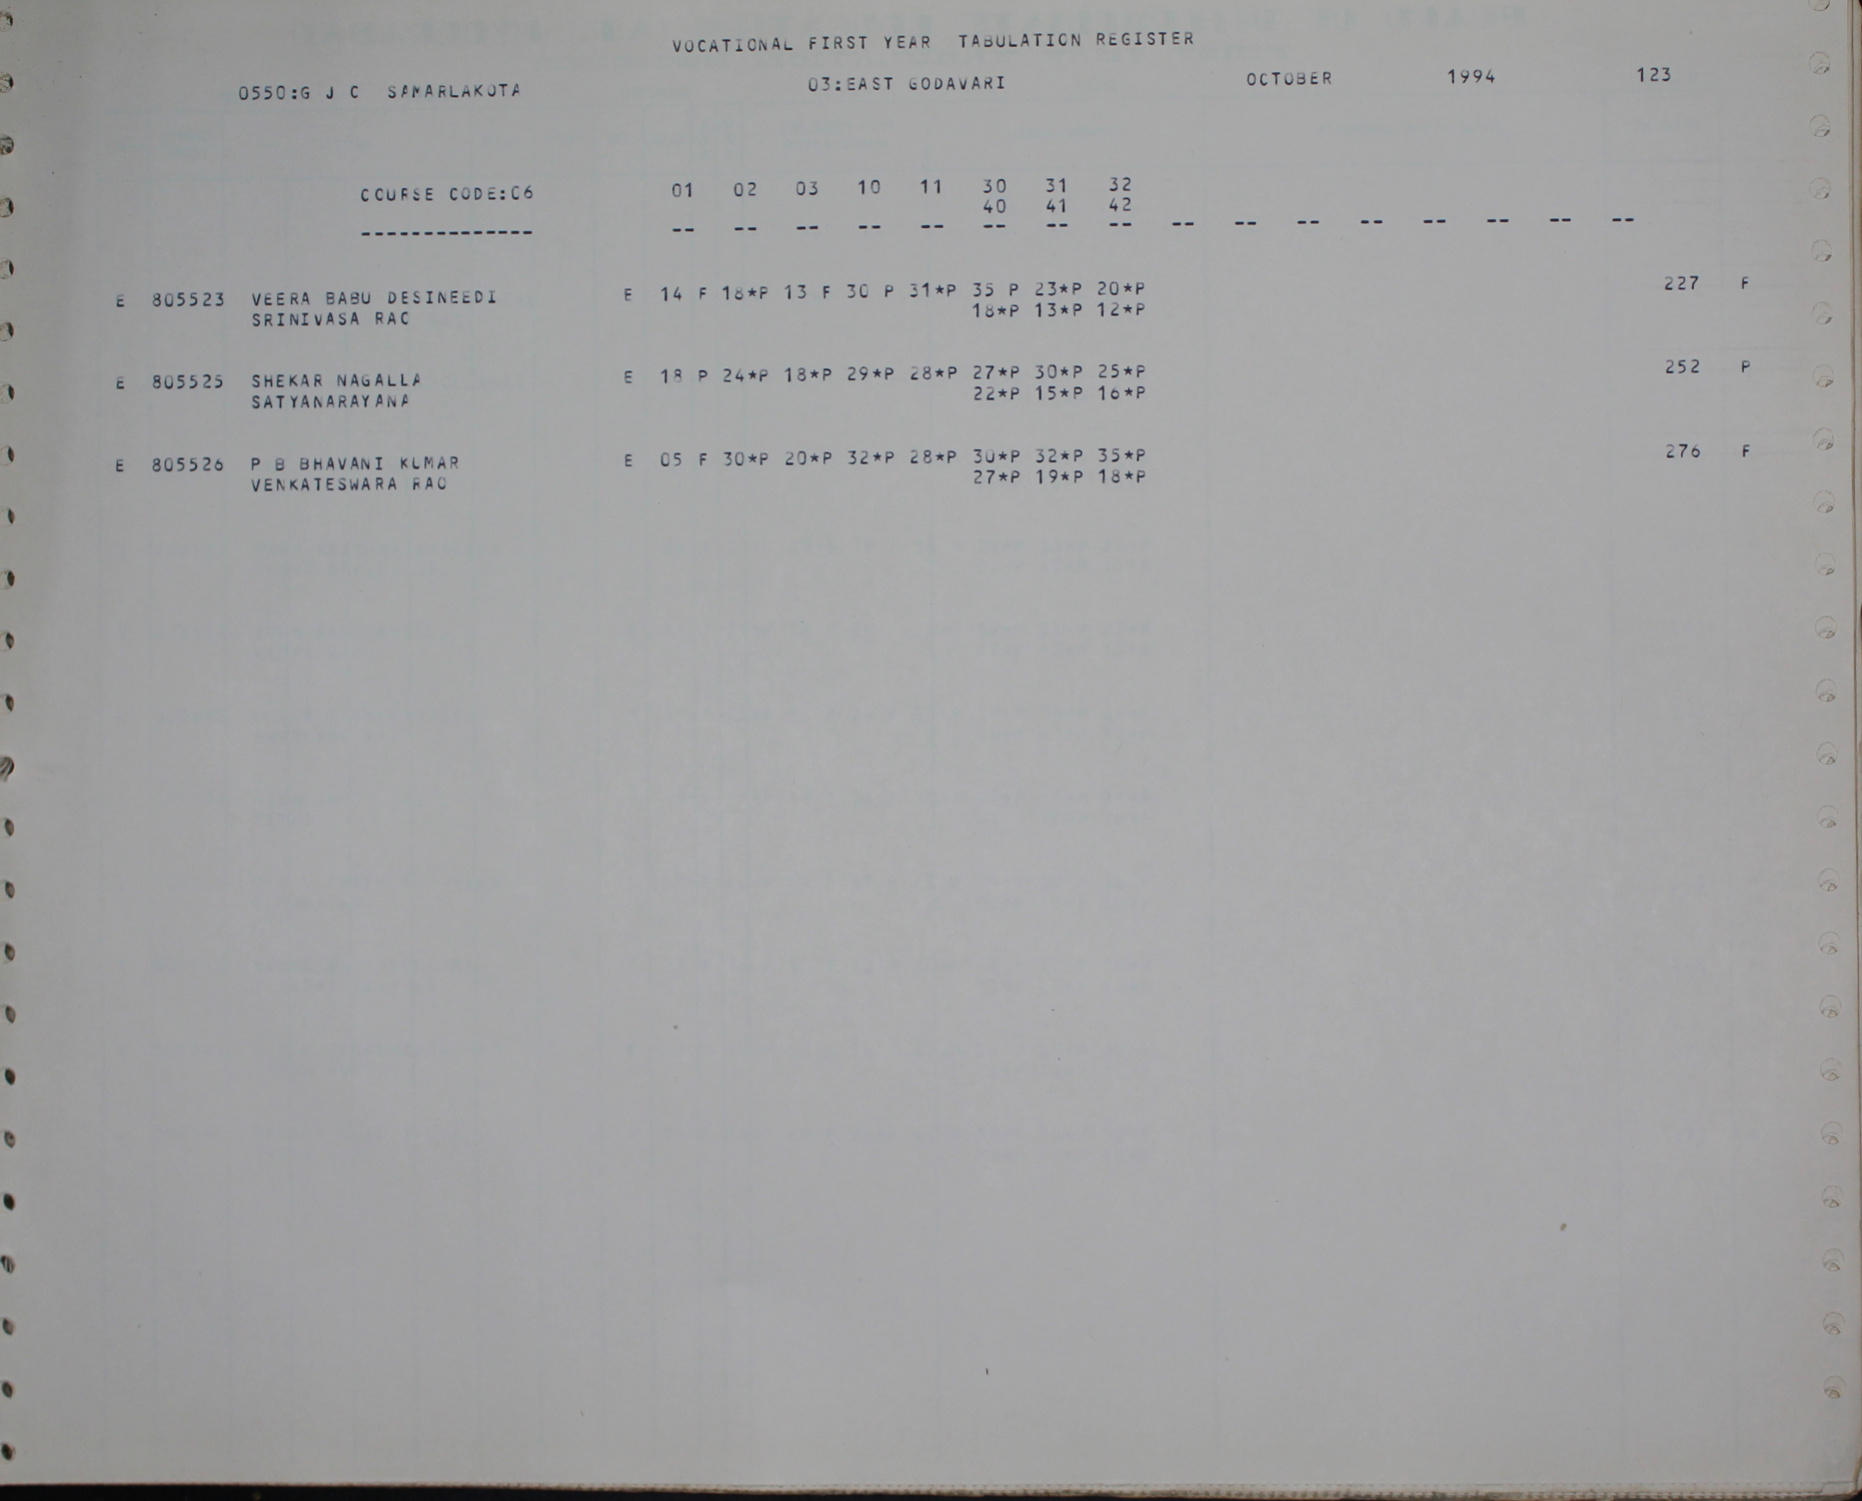 VOCATIONAL FIRST YEAR TABULATION REGISTER
0550:G J C SAMARLAKOTA 03:EAST GODAVARI OCTOBER 1994 123
COURSE CODE:C6 01 02 03 10 11 30 31 32
40 41 42
-------------- -- -- -- -- -- -- -- -- -- -- -- -- -- -- -- --
E 805523 VEERA BABU DESINEEDI E 14 F 18*P 13 F 30 P 31*P 35 P 23*P 20*P 227 F
SRINIVASA RAO 18*P 13*P 12*P
E 805525 SHEKAR NAGALLA E 18 P 24*P 18*P 29*P 28*P 27*P 30*P 25*P 252 P
SATYANARAYANA 22*P 15*P 16*P
E 805526 P B BHAVANI KUMAR E 05 F 30*P 20*P 32*P 28*P 30*P 32*P 35*P 276 F
VENKATESWARA RAO 27*P 19*P 18*P